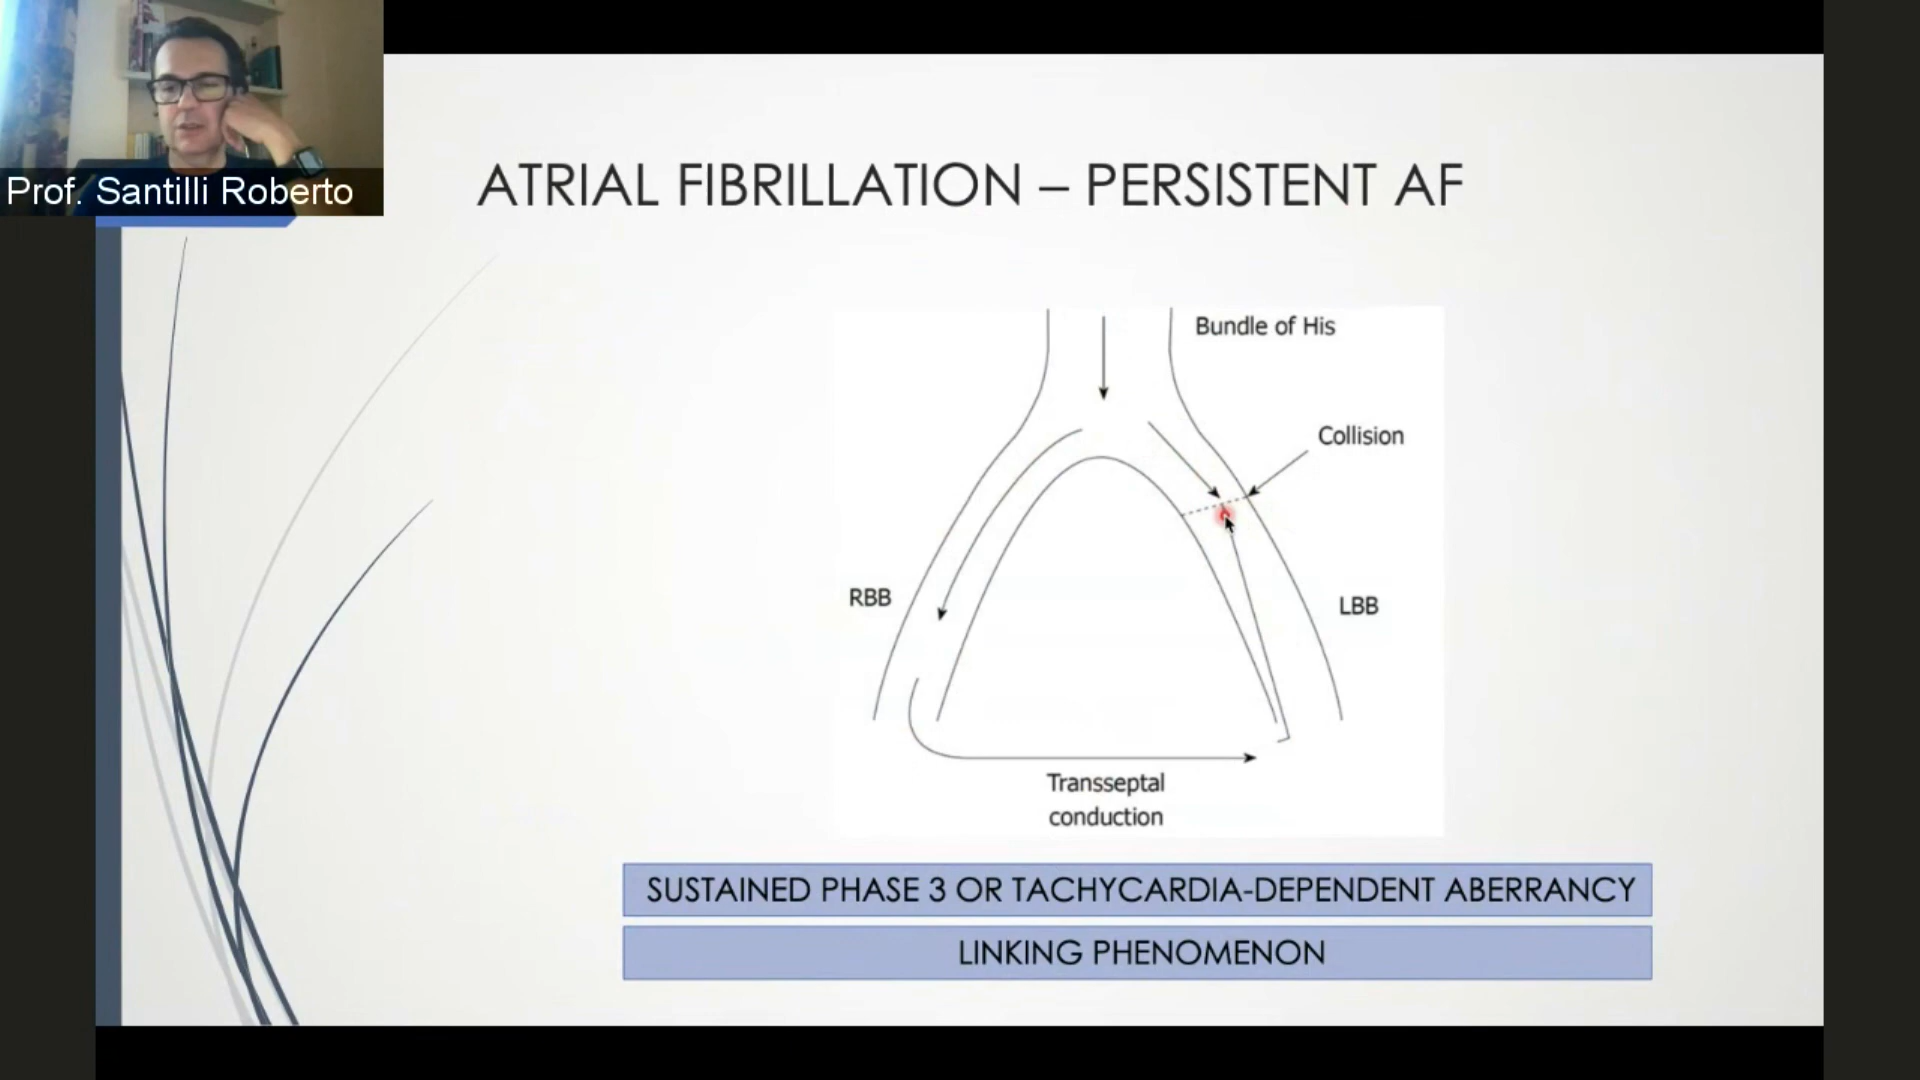 Prof. Santilli Roberto
ATRIAL FIBRILLATION – PERSISTENT AF
Bundle of His
Collision
RBB
LBB
Transseptal
conduction
SUSTAINED PHASE 3 OR TACHYCARDIA-DEPENDENT ABERRANCY
LINKING PHENOMENON